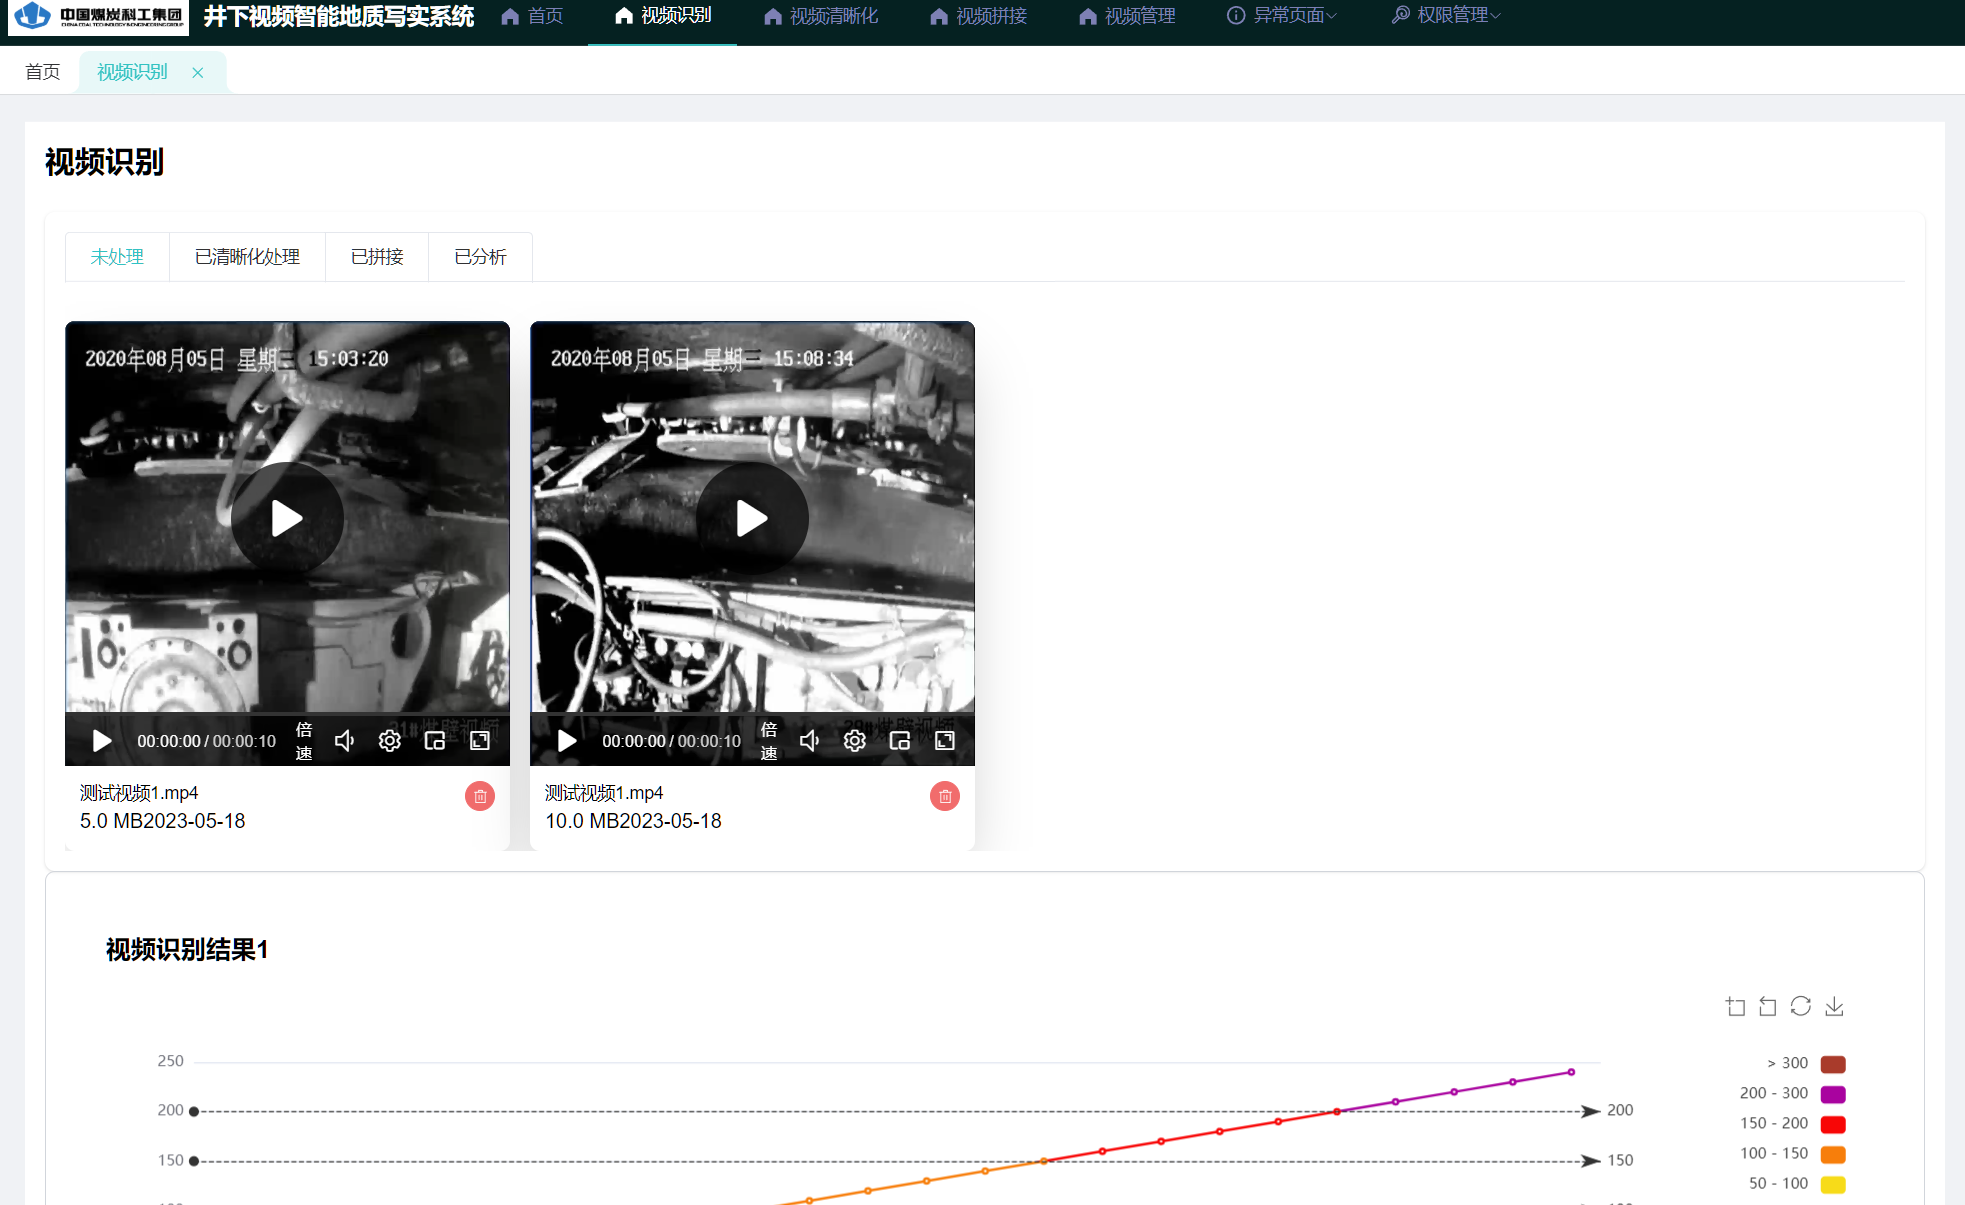 中国煤炭科工集团
CHINA COAL TECHNOLOGY & ENGINEERING GROUP
井下视频智能地质写实系统
首页
视频识别
视频清晰化
视频拼接
视频管理
异常页面
权限管理
首页
视频识别
视频识别
未处理
已清晰化处理
已拼接
已分析
2020年08月05日 星期三 15:03:20
2020年08月05日 星期三 15:08:34
00:00:00 / 00:00:10
倍速
00:00:00 / 00:00:10
倍速
测试视频1.mp4
5.0 MB2023-05-18
测试视频1.mp4
10.0 MB2023-05-18
视频识别结果1
250
200
200
150
150
> 300
200 - 300
150 - 200
100 - 150
50 - 100